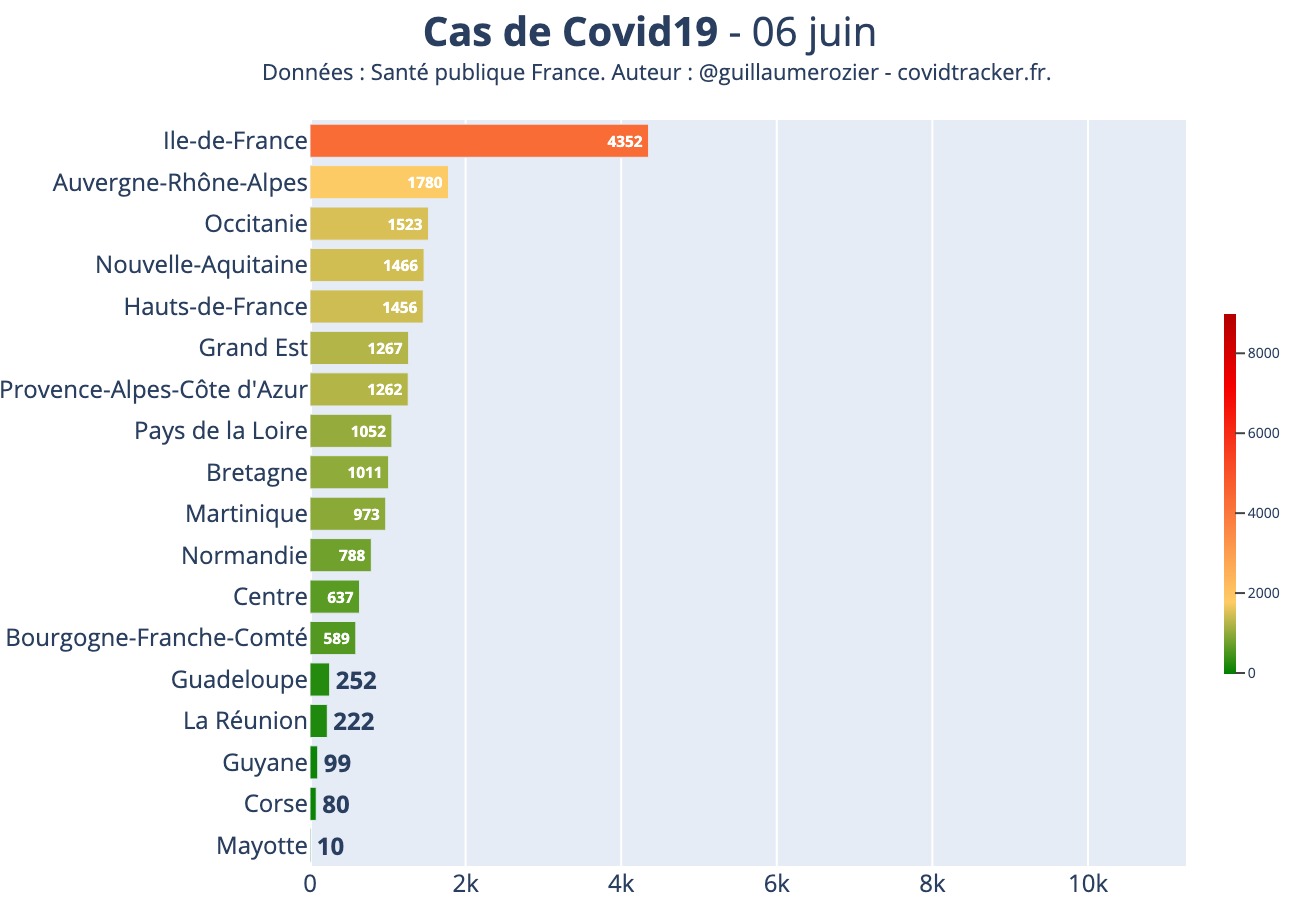 Cas de Covid19 - 06 juin
Données : Santé publique France. Auteur : @guillaumerozier - covidtracker.fr.
Ile-de-France 4352
Auvergne-Rhône-Alpes 1780
Occitanie 1523
Nouvelle-Aquitaine 1466
Hauts-de-France 1456
Grand Est 1267
Provence-Alpes-Côte d'Azur 1262
Pays de la Loire 1052
Bretagne 1011
Martinique 973
Normandie 788
Centre 637
Bourgogne-Franche-Comté 589
Guadeloupe 252
La Réunion 222
Guyane 99
Corse 80
Mayotte 10
0 2k 4k 6k 8k 10k
8000
6000
4000
2000
0